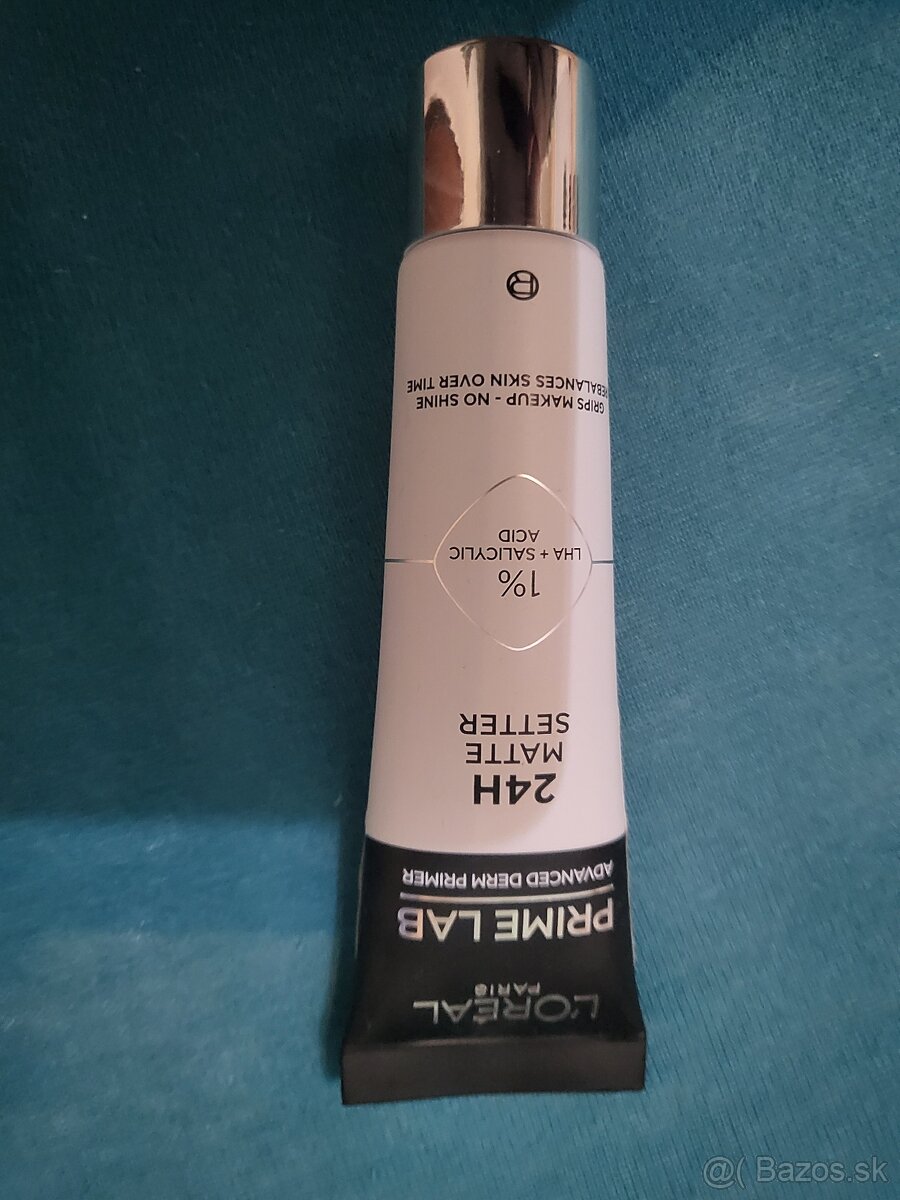 L'ORÉAL
PARIS
PRIME LAB
ADVANCED DERM PRIMER
24H
MATTE
SETTER
1%
LHA + SALICYLIC
ACID
GRIPS MAKEUP - NO SHINE
REBALANCES SKIN OVER TIME
@( Bazos.sk